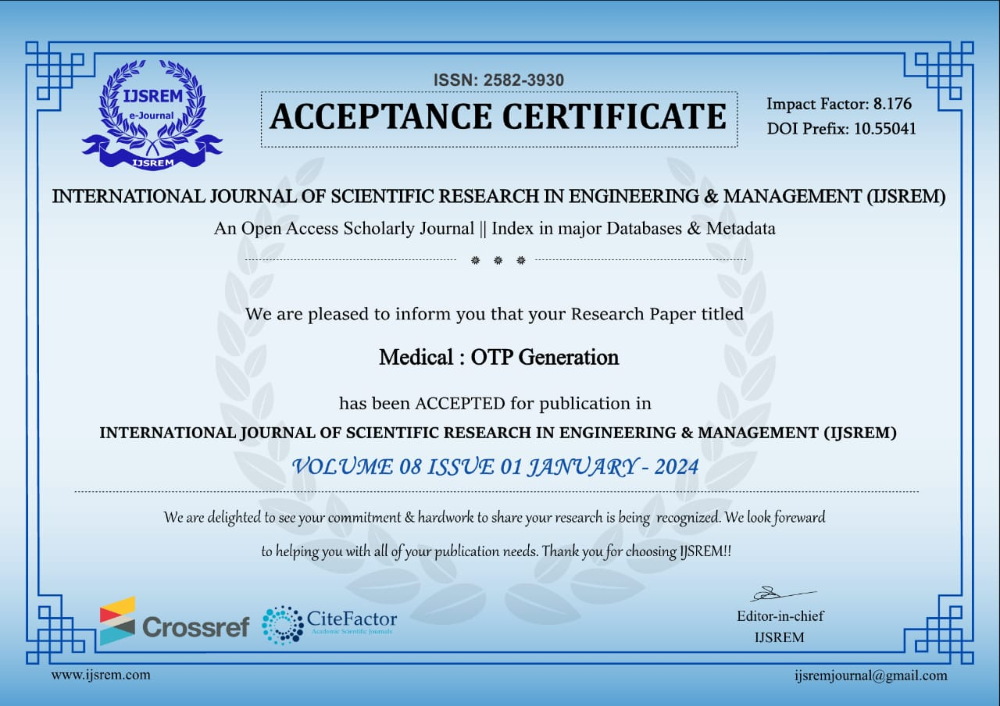 ISSN: 2582-3930
IJSREM
e-Journal
IJSREM
ACCEPTANCE CERTIFICATE
Impact Factor: 8.176
DOI Prefix: 10.55041
INTERNATIONAL JOURNAL OF SCIENTIFIC RESEARCH IN ENGINEERING & MANAGEMENT (IJSREM)
An Open Access Scholarly Journal || Index in major Databases & Metadata
We are pleased to inform you that your Research Paper titled
Medical : OTP Generation
has been ACCEPTED for publication in
INTERNATIONAL JOURNAL OF SCIENTIFIC RESEARCH IN ENGINEERING & MANAGEMENT (IJSREM)
VOLUME 08 ISSUE 01 JANUARY - 2024
We are delighted to see your commitment & hardwork to share your research is being recognized. We look foreward
to helping you with all of your publication needs. Thank you for choosing IJSREM!!
Crossref
CiteFactor
Academic Scientific Journals
Editor-in-chief
IJSREM
www.ijsrem.com
ijsremjournal@gmail.com